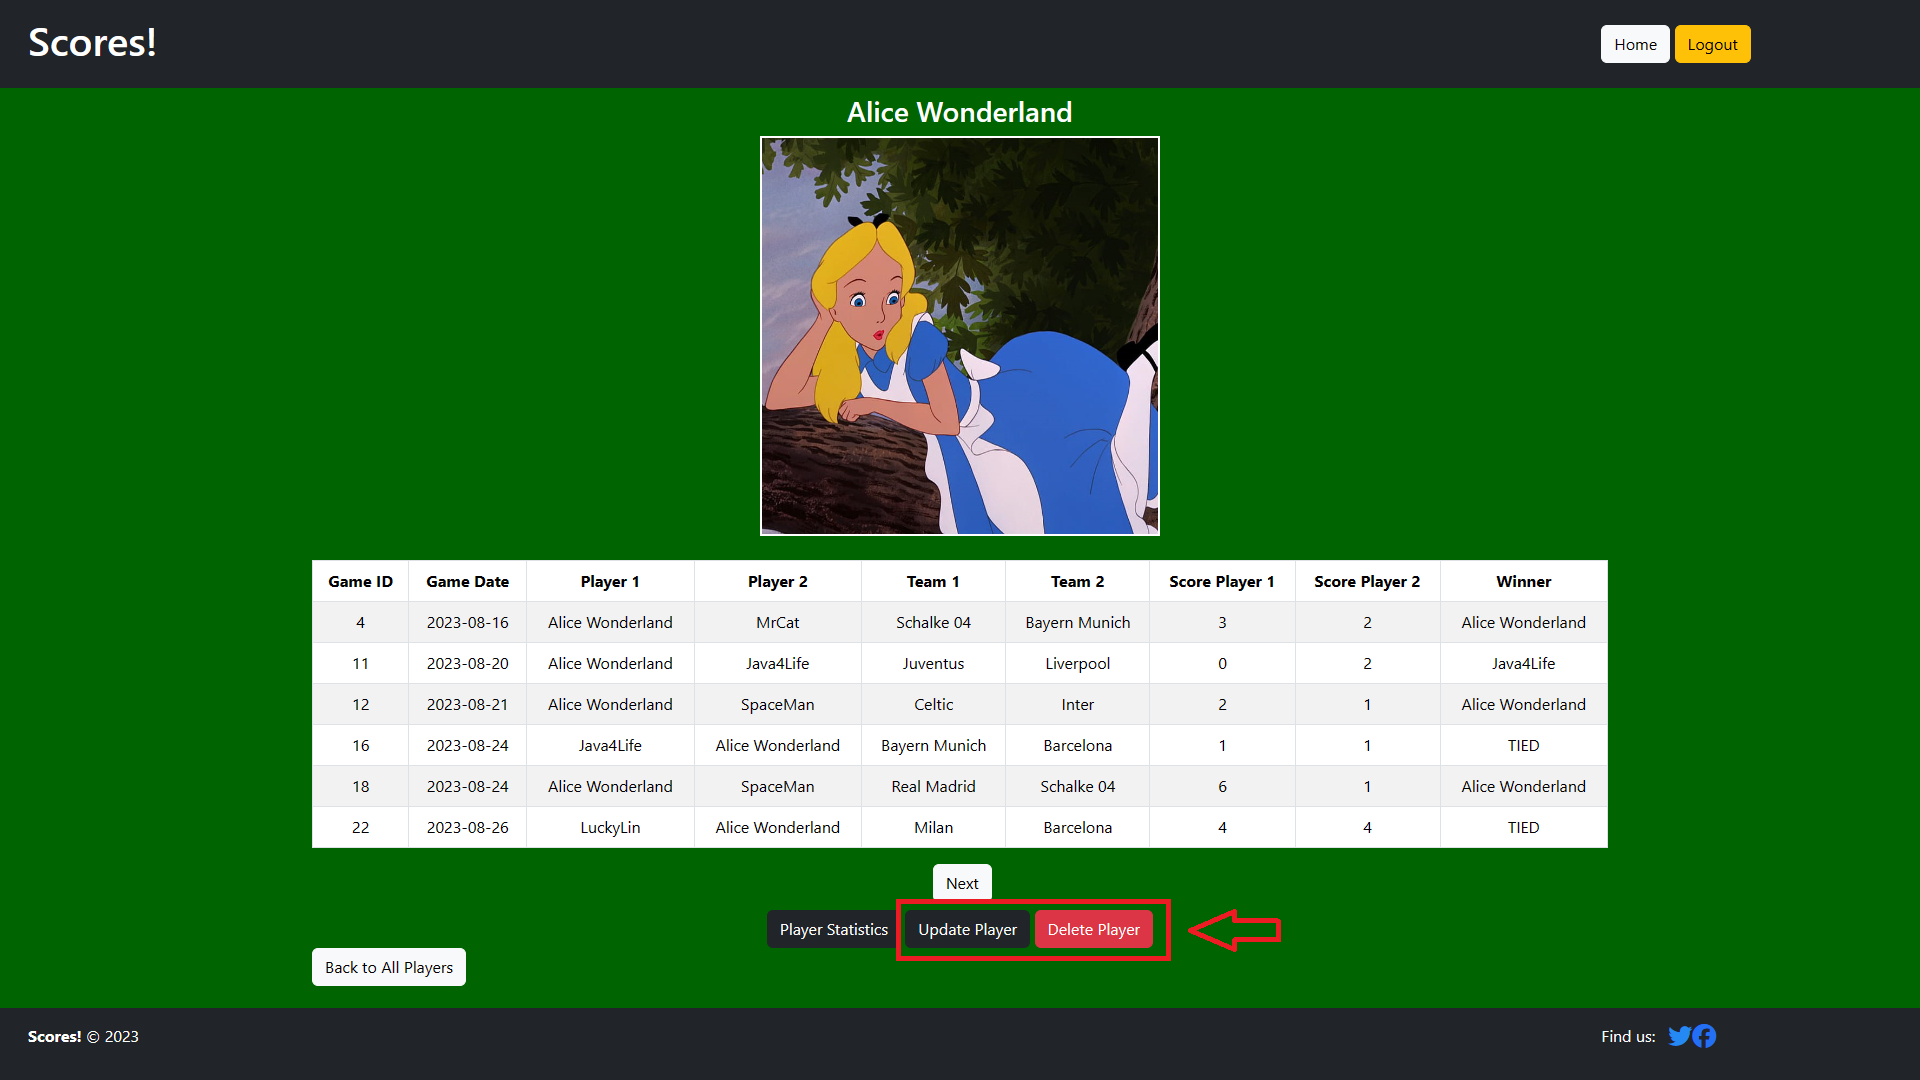 Scores!
Home Logout
Alice Wonderland
Game ID Game Date Player 1 Player 2 Team 1 Team 2 Score Player 1 Score Player 2 Winner
4 2023-08-16 Alice Wonderland MrCat Schalke 04 Bayern Munich 3 2 Alice Wonderland
11 2023-08-20 Alice Wonderland Java4Life Juventus Liverpool 0 2 Java4Life
12 2023-08-21 Alice Wonderland SpaceMan Celtic Inter 2 1 Alice Wonderland
16 2023-08-24 Java4Life Alice Wonderland Bayern Munich Barcelona 1 1 TIED
18 2023-08-24 Alice Wonderland SpaceMan Real Madrid Schalke 04 6 1 Alice Wonderland
22 2023-08-26 LuckyLin Alice Wonderland Milan Barcelona 4 4 TIED
Next
Player Statistics Update Player Delete Player
Back to All Players
Scores! © 2023
Find us: